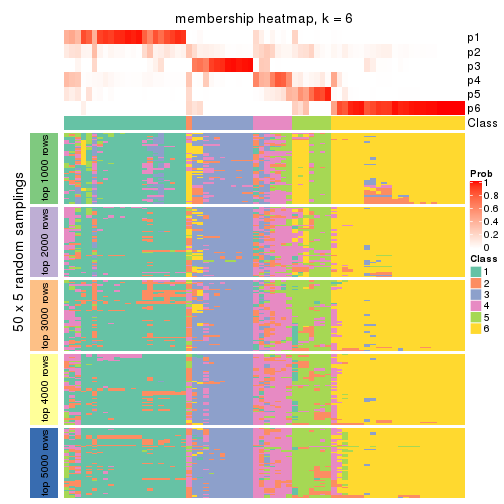 membership heatmap, k = 6
p1
p2
p3
p4
p5
p6
Class
50 x 5 random samplings
top 1000 rows
top 2000 rows
top 3000 rows
top 4000 rows
top 5000 rows
Prob
1
0.8
0.6
0.4
0.2
0
Class
1
2
3
4
5
6